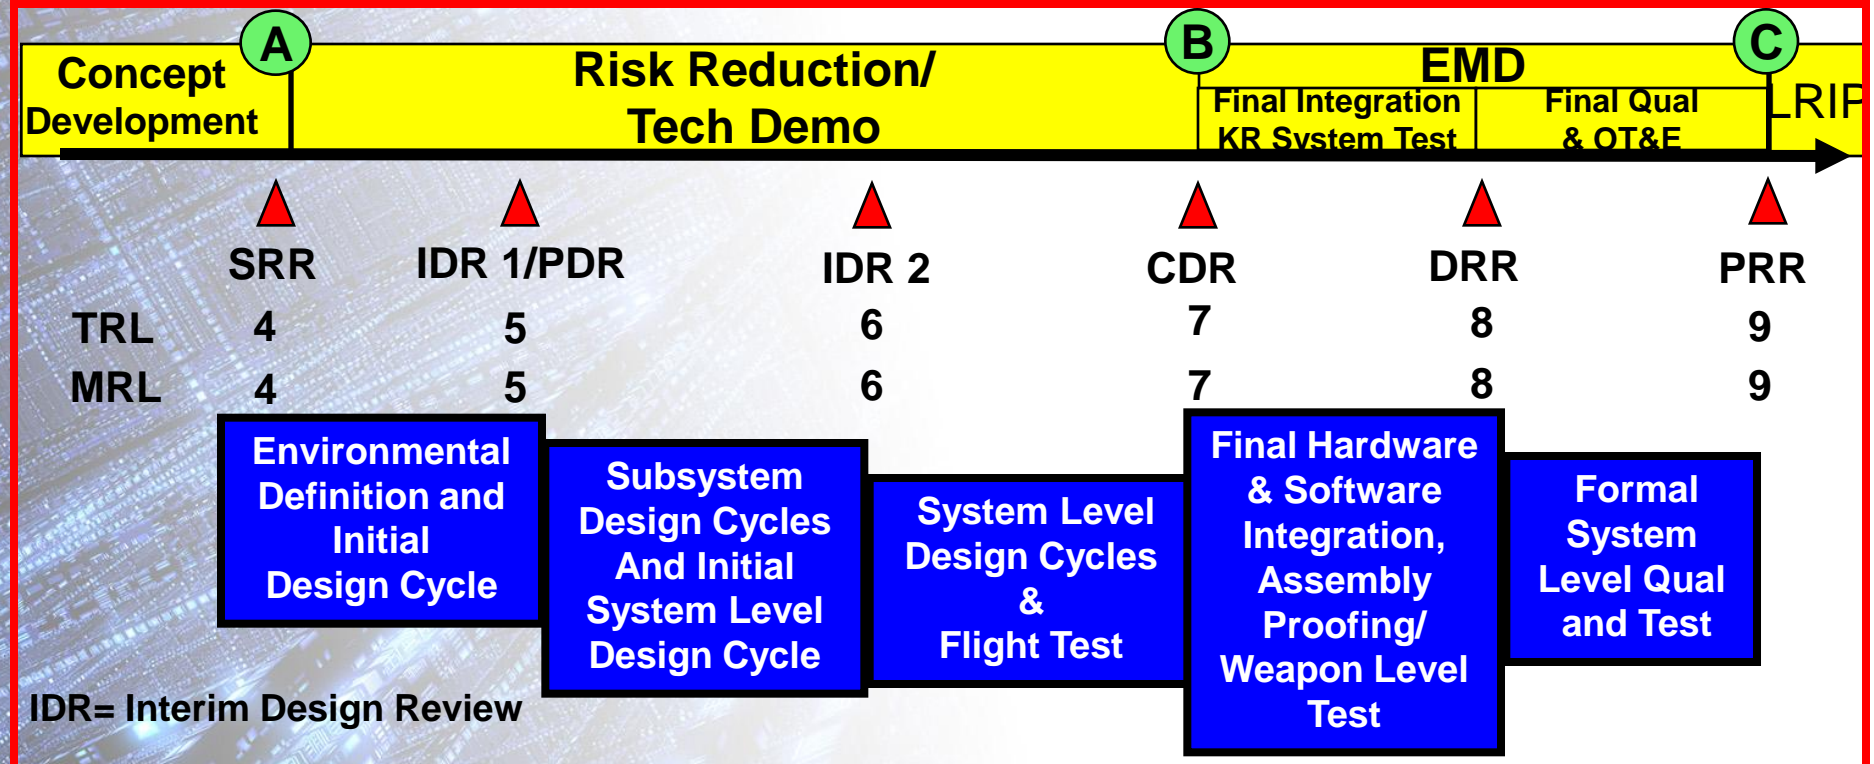 A
B
C
Concept
Development
Risk Reduction/
Tech Demo
EMD
Final Integration
KR System Test
Final Qual
& OT&E
LRIP
SRR
IDR 1/PDR
IDR 2
CDR
DRR
PRR
TRL 4 5 6 7 8 9
MRL 4 5 6 7 8 9
Environmental
Definition and
Initial
Design Cycle
Subsystem
Design Cycles
And Initial
System Level
Design Cycle
System Level
Design Cycles
&
Flight Test
Final Hardware
& Software
Integration,
Assembly
Proofing/
Weapon Level
Test
Formal
System
Level Qual
and Test
IDR= Interim Design Review